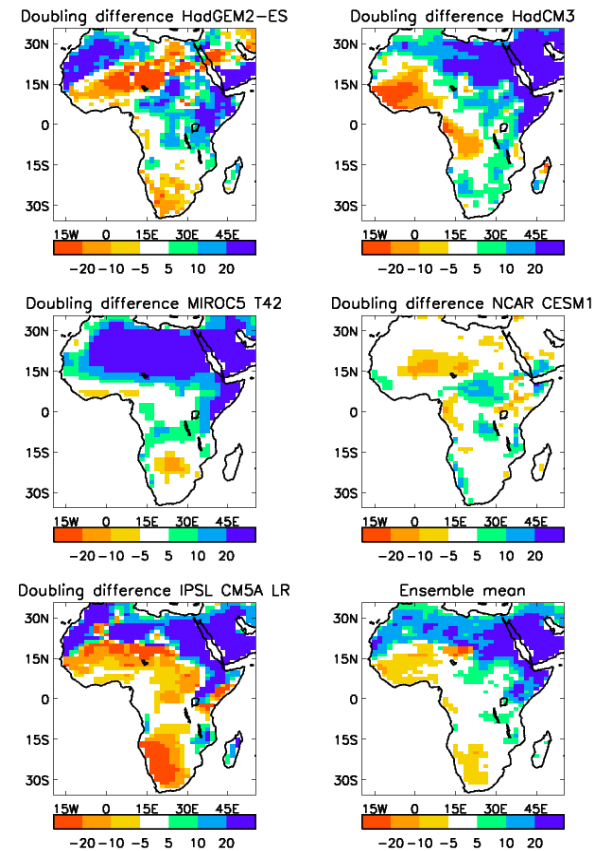 Doubling difference HadGEM2-ES
30N
15N
0
15S
30S
15W 0 15E 30E 45E
-20 -10 -5 5 10 20
Doubling difference HadCM3
30N
15N
0
15S
30S
15W 0 15E 30E 45E
-20 -10 -5 5 10 20
Doubling difference MIROC5 T42
30N
15N
0
15S
30S
15W 0 15E 30E 45E
-20 -10 -5 5 10 20
Doubling difference NCAR CESM1
30N
15N
0
15S
30S
15W 0 15E 30E 45E
-20 -10 -5 5 10 20
Doubling difference IPSL CM5A LR
30N
15N
0
15S
30S
15W 0 15E 30E 45E
-20 -10 -5 5 10 20
Ensemble mean
30N
15N
0
15S
30S
15W 0 15E 30E 45E
-20 -10 -5 5 10 20